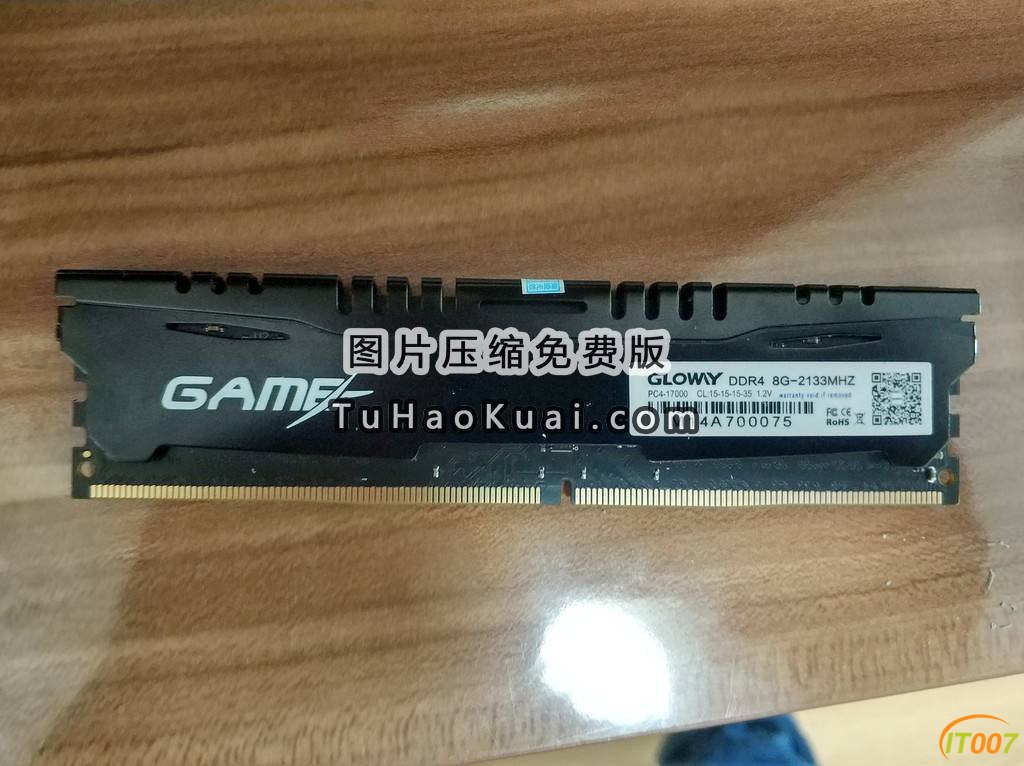 图片压缩免费版
GAME
TuHaoKuai.com
GLOWAY DDR4 8G-2133MHZ
PC4-17000 CL:15-15-15-35 1.2V warranty void if removed
4A700075
CE
RoHS
IT007